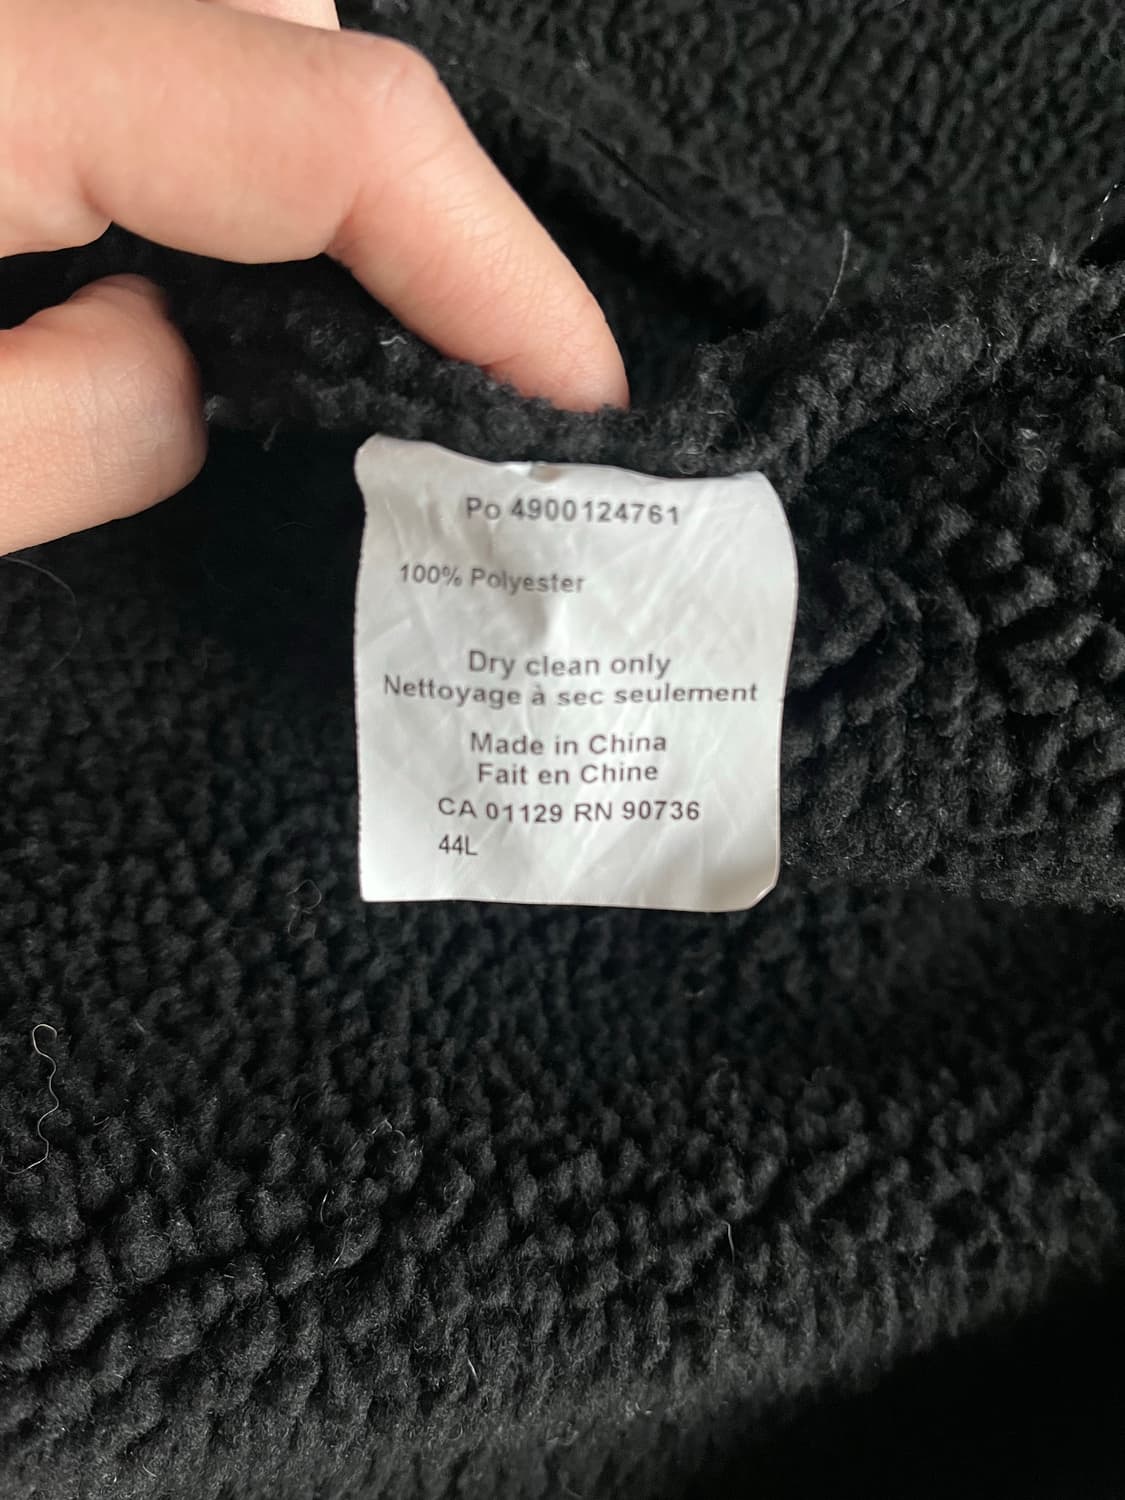 Po 4900124761
100% Polyester
Dry clean only
Nettoyage à sec seulement
Made in China
Fait en Chine
CA 01129 RN 90736
44L